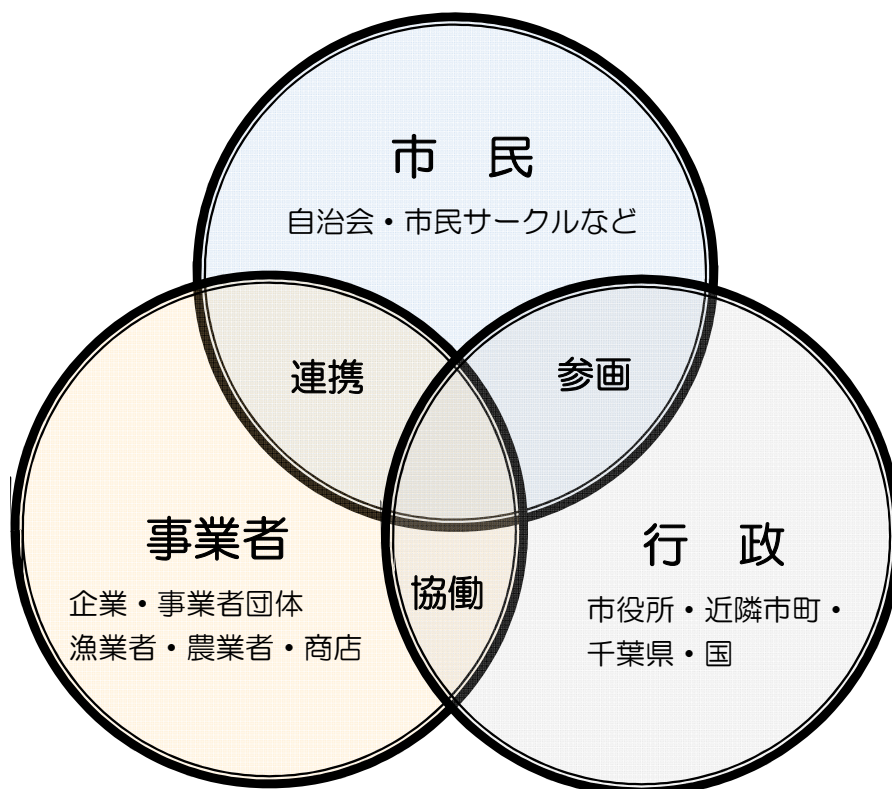 市　民
自治会・市民サークルなど
連携
参画
事業者
企業・事業者団体
漁業者・農業者・商店
協働
行　政
市役所・近隣市町・
千葉県・国